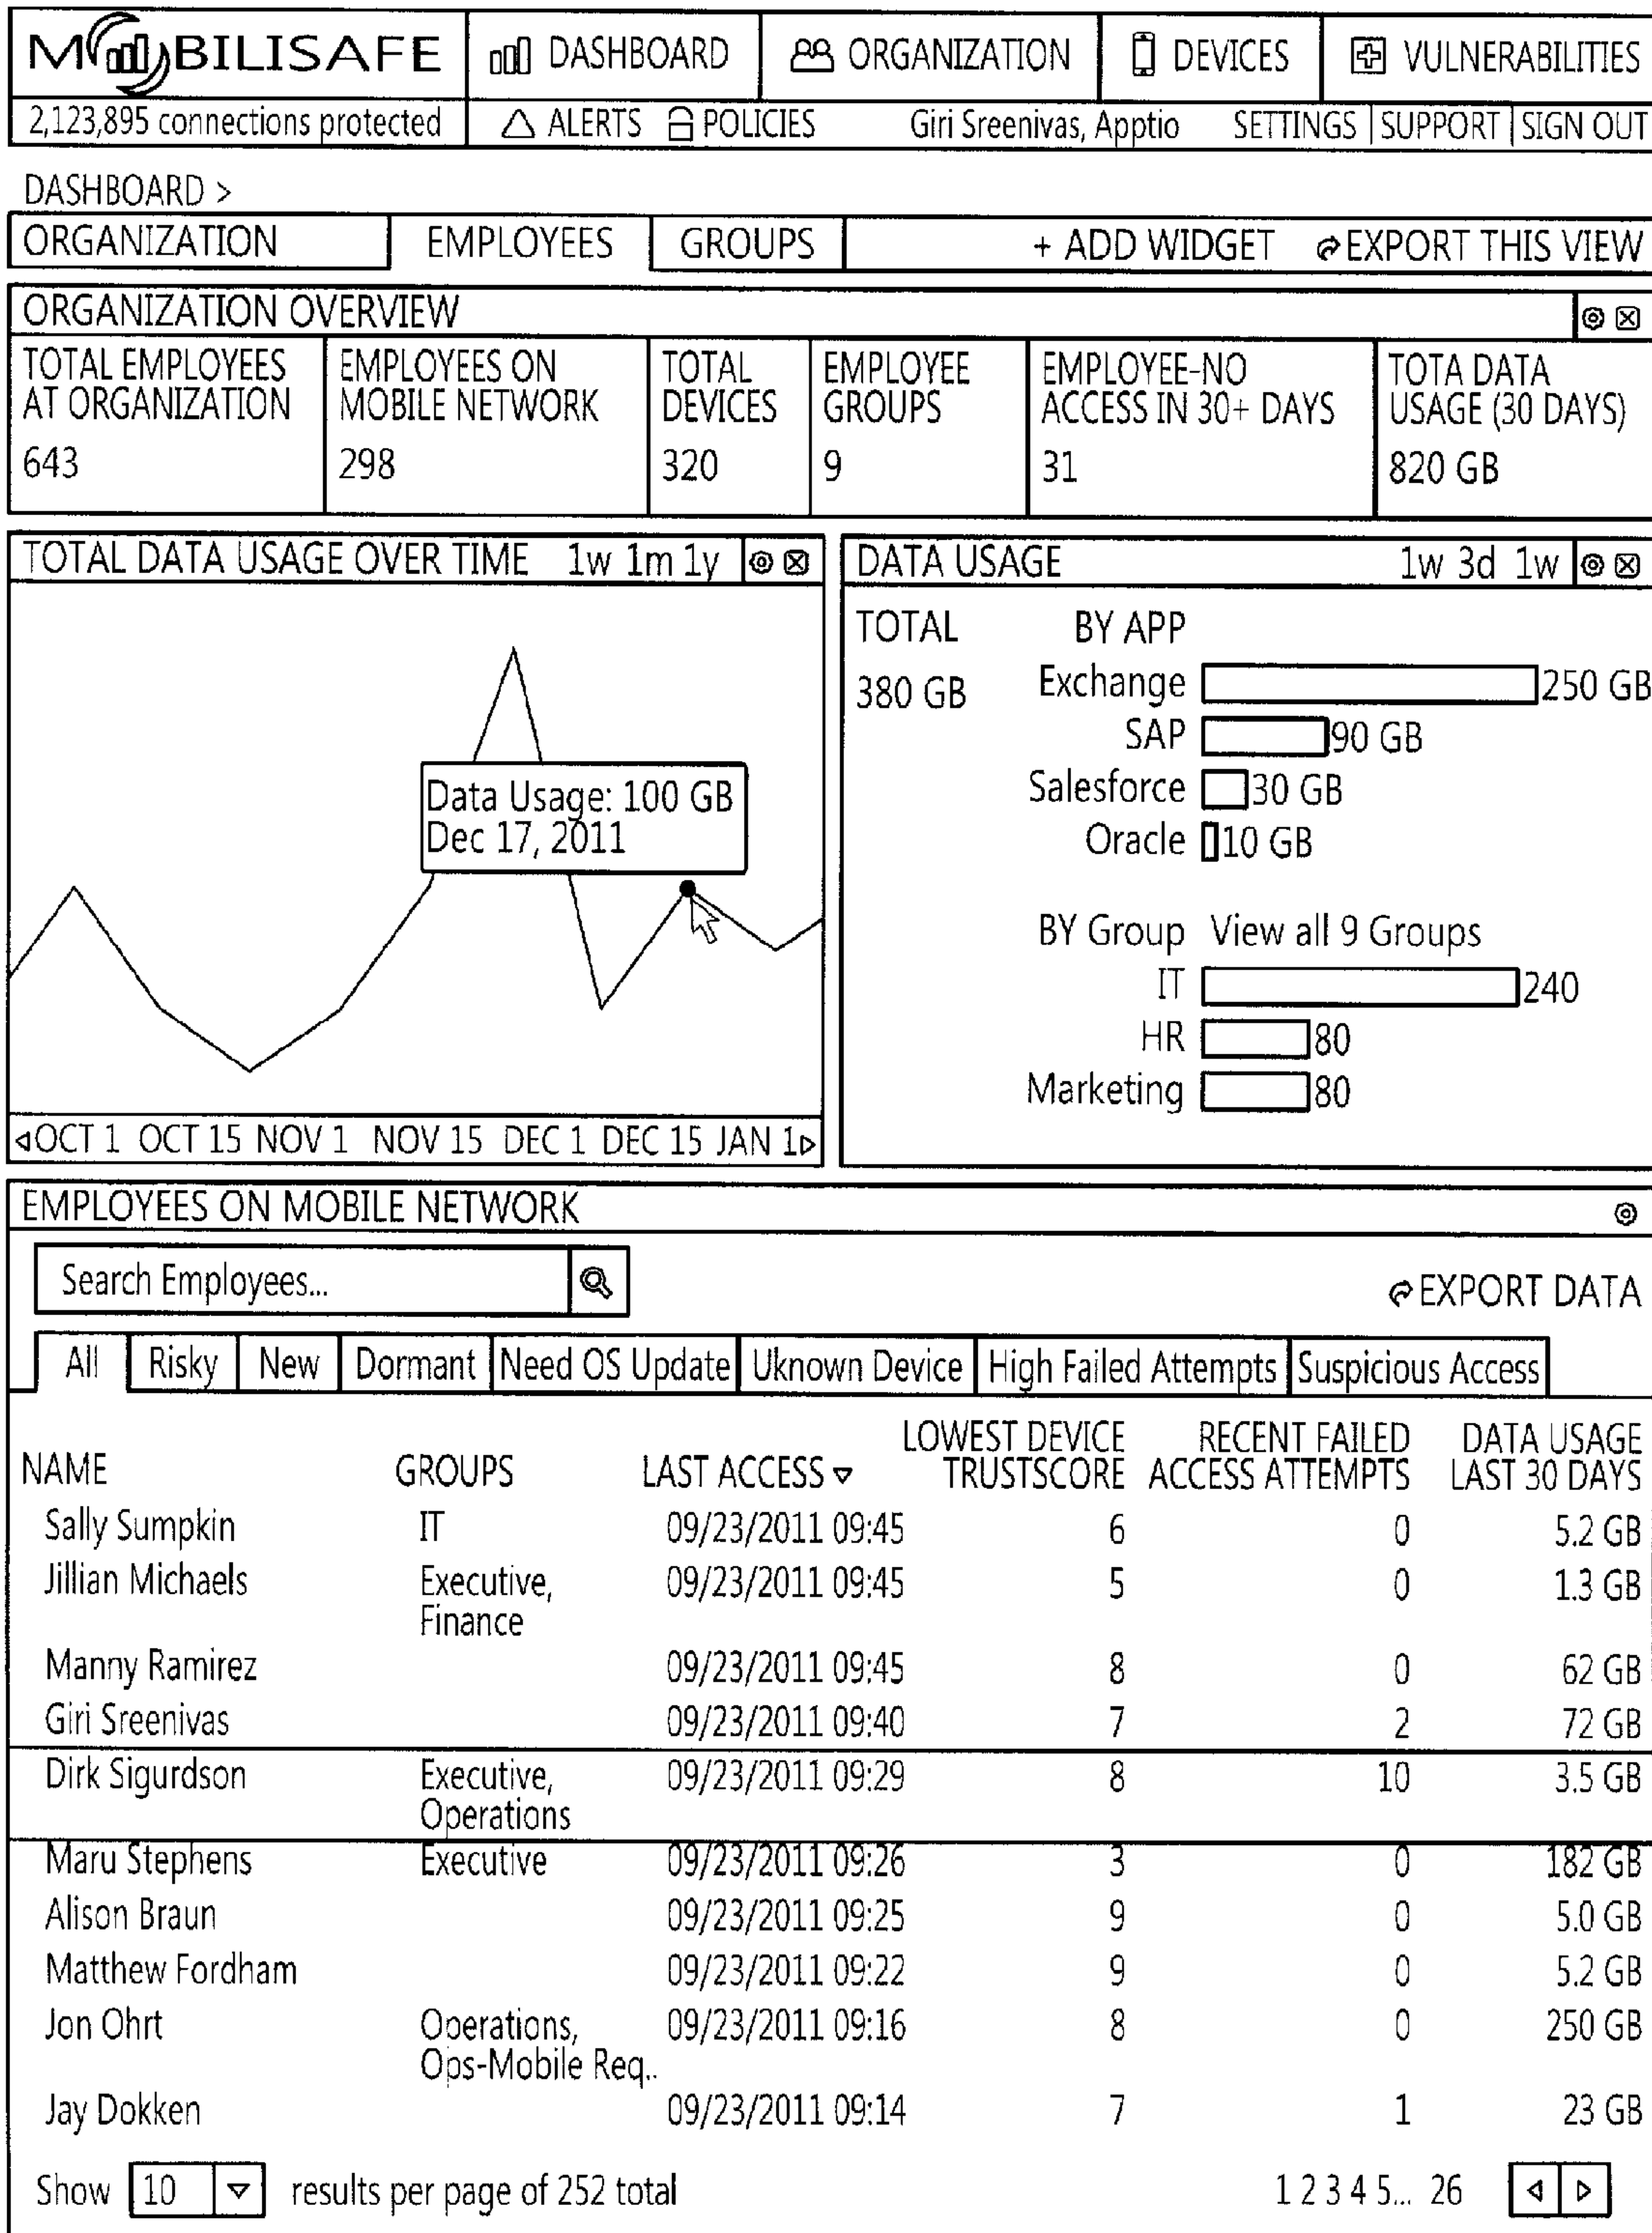 MOBILISAFE DASHBOARD ORGANIZATION DEVICES VULNERABILITIES
2,123,895 connections protected ALERTS POLICIES Giri Sreenivas, Apptio SETTINGS | SUPPORT | SIGN OUT
DASHBOARD >
ORGANIZATION EMPLOYEES GROUPS + ADD WIDGET EXPORT THIS VIEW
ORGANIZATION OVERVIEW
TOTAL EMPLOYEES
AT ORGANIZATION
643
EMPLOYEES ON
MOBILE NETWORK
298
TOTAL
DEVICES
320
EMPLOYEE
GROUPS
9
EMPLOYEE-NO
ACCESS IN 30+ DAYS
31
TOTA DATA
USAGE (30 DAYS)
820 GB
TOTAL DATA USAGE OVER TIME 1w 1m 1y
Data Usage: 100 GB
Dec 17, 2011
OCT 1 OCT 15 NOV 1 NOV 15 DEC 1 DEC 15 JAN 1
DATA USAGE 1w 3d 1w
TOTAL
380 GB
BY APP
Exchange 250 GB
SAP 90 GB
Salesforce 30 GB
Oracle 10 GB
BY Group View all 9 Groups
IT 240
HR 80
Marketing 80
EMPLOYEES ON MOBILE NETWORK
Search Employees...
EXPORT DATA
All Risky New Dormant Need OS Update Uknown Device High Failed Attempts Suspicious Access
LOWEST DEVICE RECENT FAILED DATA USAGE
NAME GROUPS LAST ACCESS TRUSTSCORE ACCESS ATTEMPTS LAST 30 DAYS
Sally Sumpkin IT 09/23/2011 09:45 6 0 5.2 GB
Jillian Michaels Executive, 09/23/2011 09:45 5 0 1.3 GB
Finance
Manny Ramirez 09/23/2011 09:45 8 0 62 GB
Giri Sreenivas 09/23/2011 09:40 7 2 72 GB
Dirk Sigurdson Executive, 09/23/2011 09:29 8 10 3.5 GB
Operations
Maru Stephens Executive 09/23/2011 09:26 3 0 182 GB
Alison Braun 09/23/2011 09:25 9 0 5.0 GB
Matthew Fordham 09/23/2011 09:22 9 0 5.2 GB
Jon Ohrt Operations, 09/23/2011 09:16 8 0 250 GB
Ops-Mobile Req..
Jay Dokken 09/23/2011 09:14 7 1 23 GB
Show 10 results per page of 252 total 1 2 3 4 5... 26